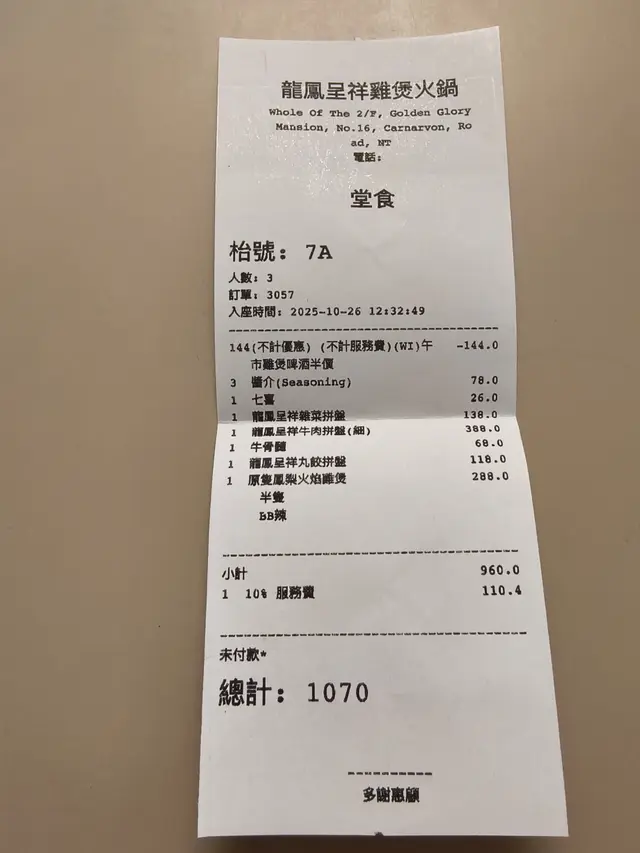 龍鳳呈祥雞煲火鍋
Whole Of The 2/F, Golden Glory
Mansion, No.16, Carnarvon, Ro
ad, NT
電話:
堂食
枱號: 7A
人數: 3
訂單: 3057
入座時間: 2025-10-26 12:32:49
144(不計優惠) (不計服務費)(WI)午 -144.0
市雞煲啤酒半價
3 醬介(Seasoning) 78.0
1 七喜 26.0
1 龍鳳呈祥雜菜拼盤 138.0
1 龍鳳呈祥牛肉拼盤(細) 388.0
1 牛骨髓 68.0
1 龍鳳呈祥丸餃拼盤 118.0
1 原隻鳳梨火焰雞煲 288.0
半隻
BB辣
小計 960.0
1 10% 服務費 110.4
未付款*
總計: 1070
多謝惠顧